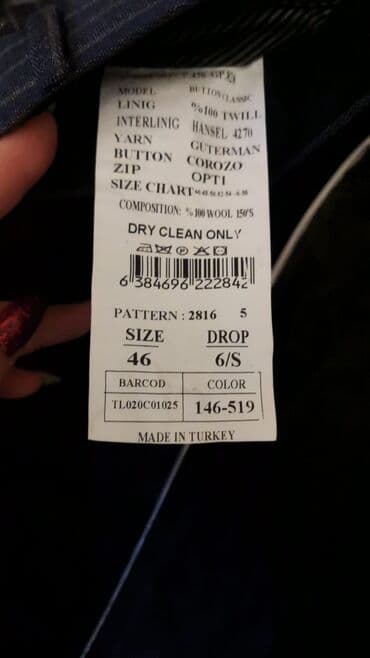 MODEL: BUTTON CLASSIC
LINIG %100 TWILL
INTERLINIG HANSEL 4270
YARN GUTERMAN
BUTTON COROZO
ZIP OPTI
SIZE CHART
COMPOSITION: %100 WOOL 150'S
DRY CLEAN ONLY
6 384696 222842
PATTERN : 2816 5
SIZE DROP
46 6/S
BARCOD COLOR
TL020C01025 146-519
MADE IN TURKEY